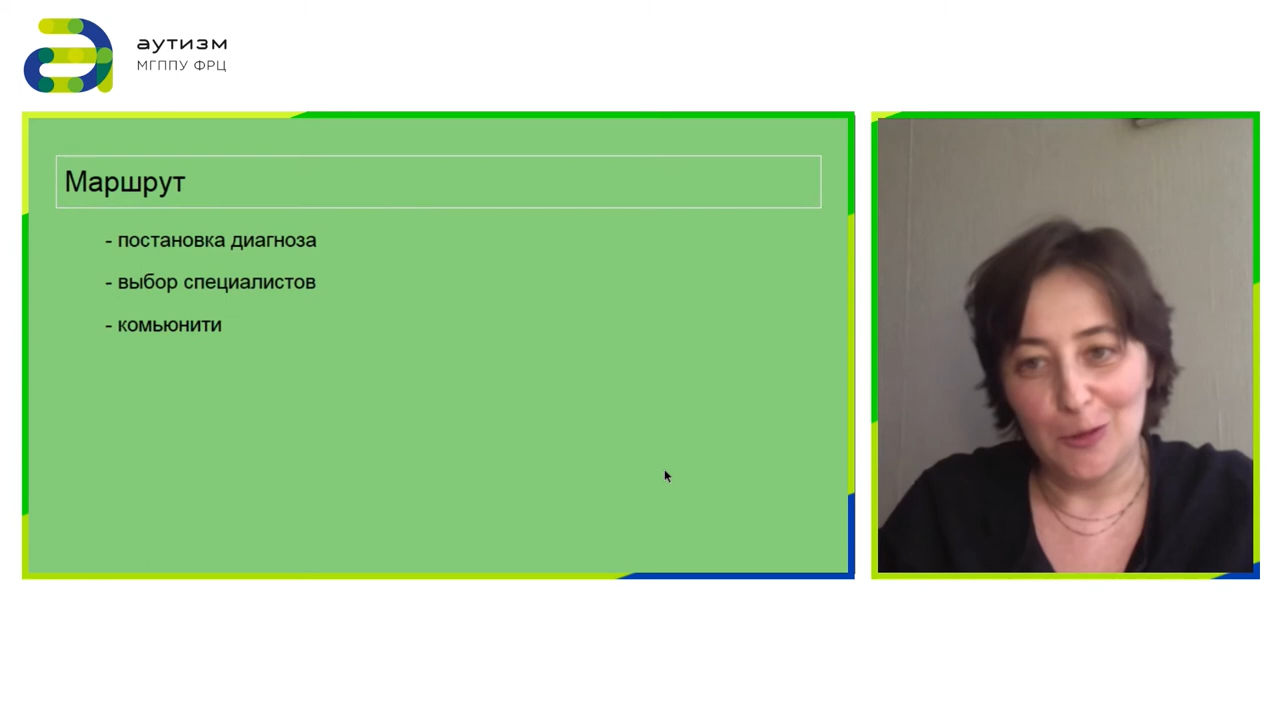 аутизм
МГППУ ФРЦ
Маршрут
- постановка диагноза
- выбор специалистов
- комьюнити